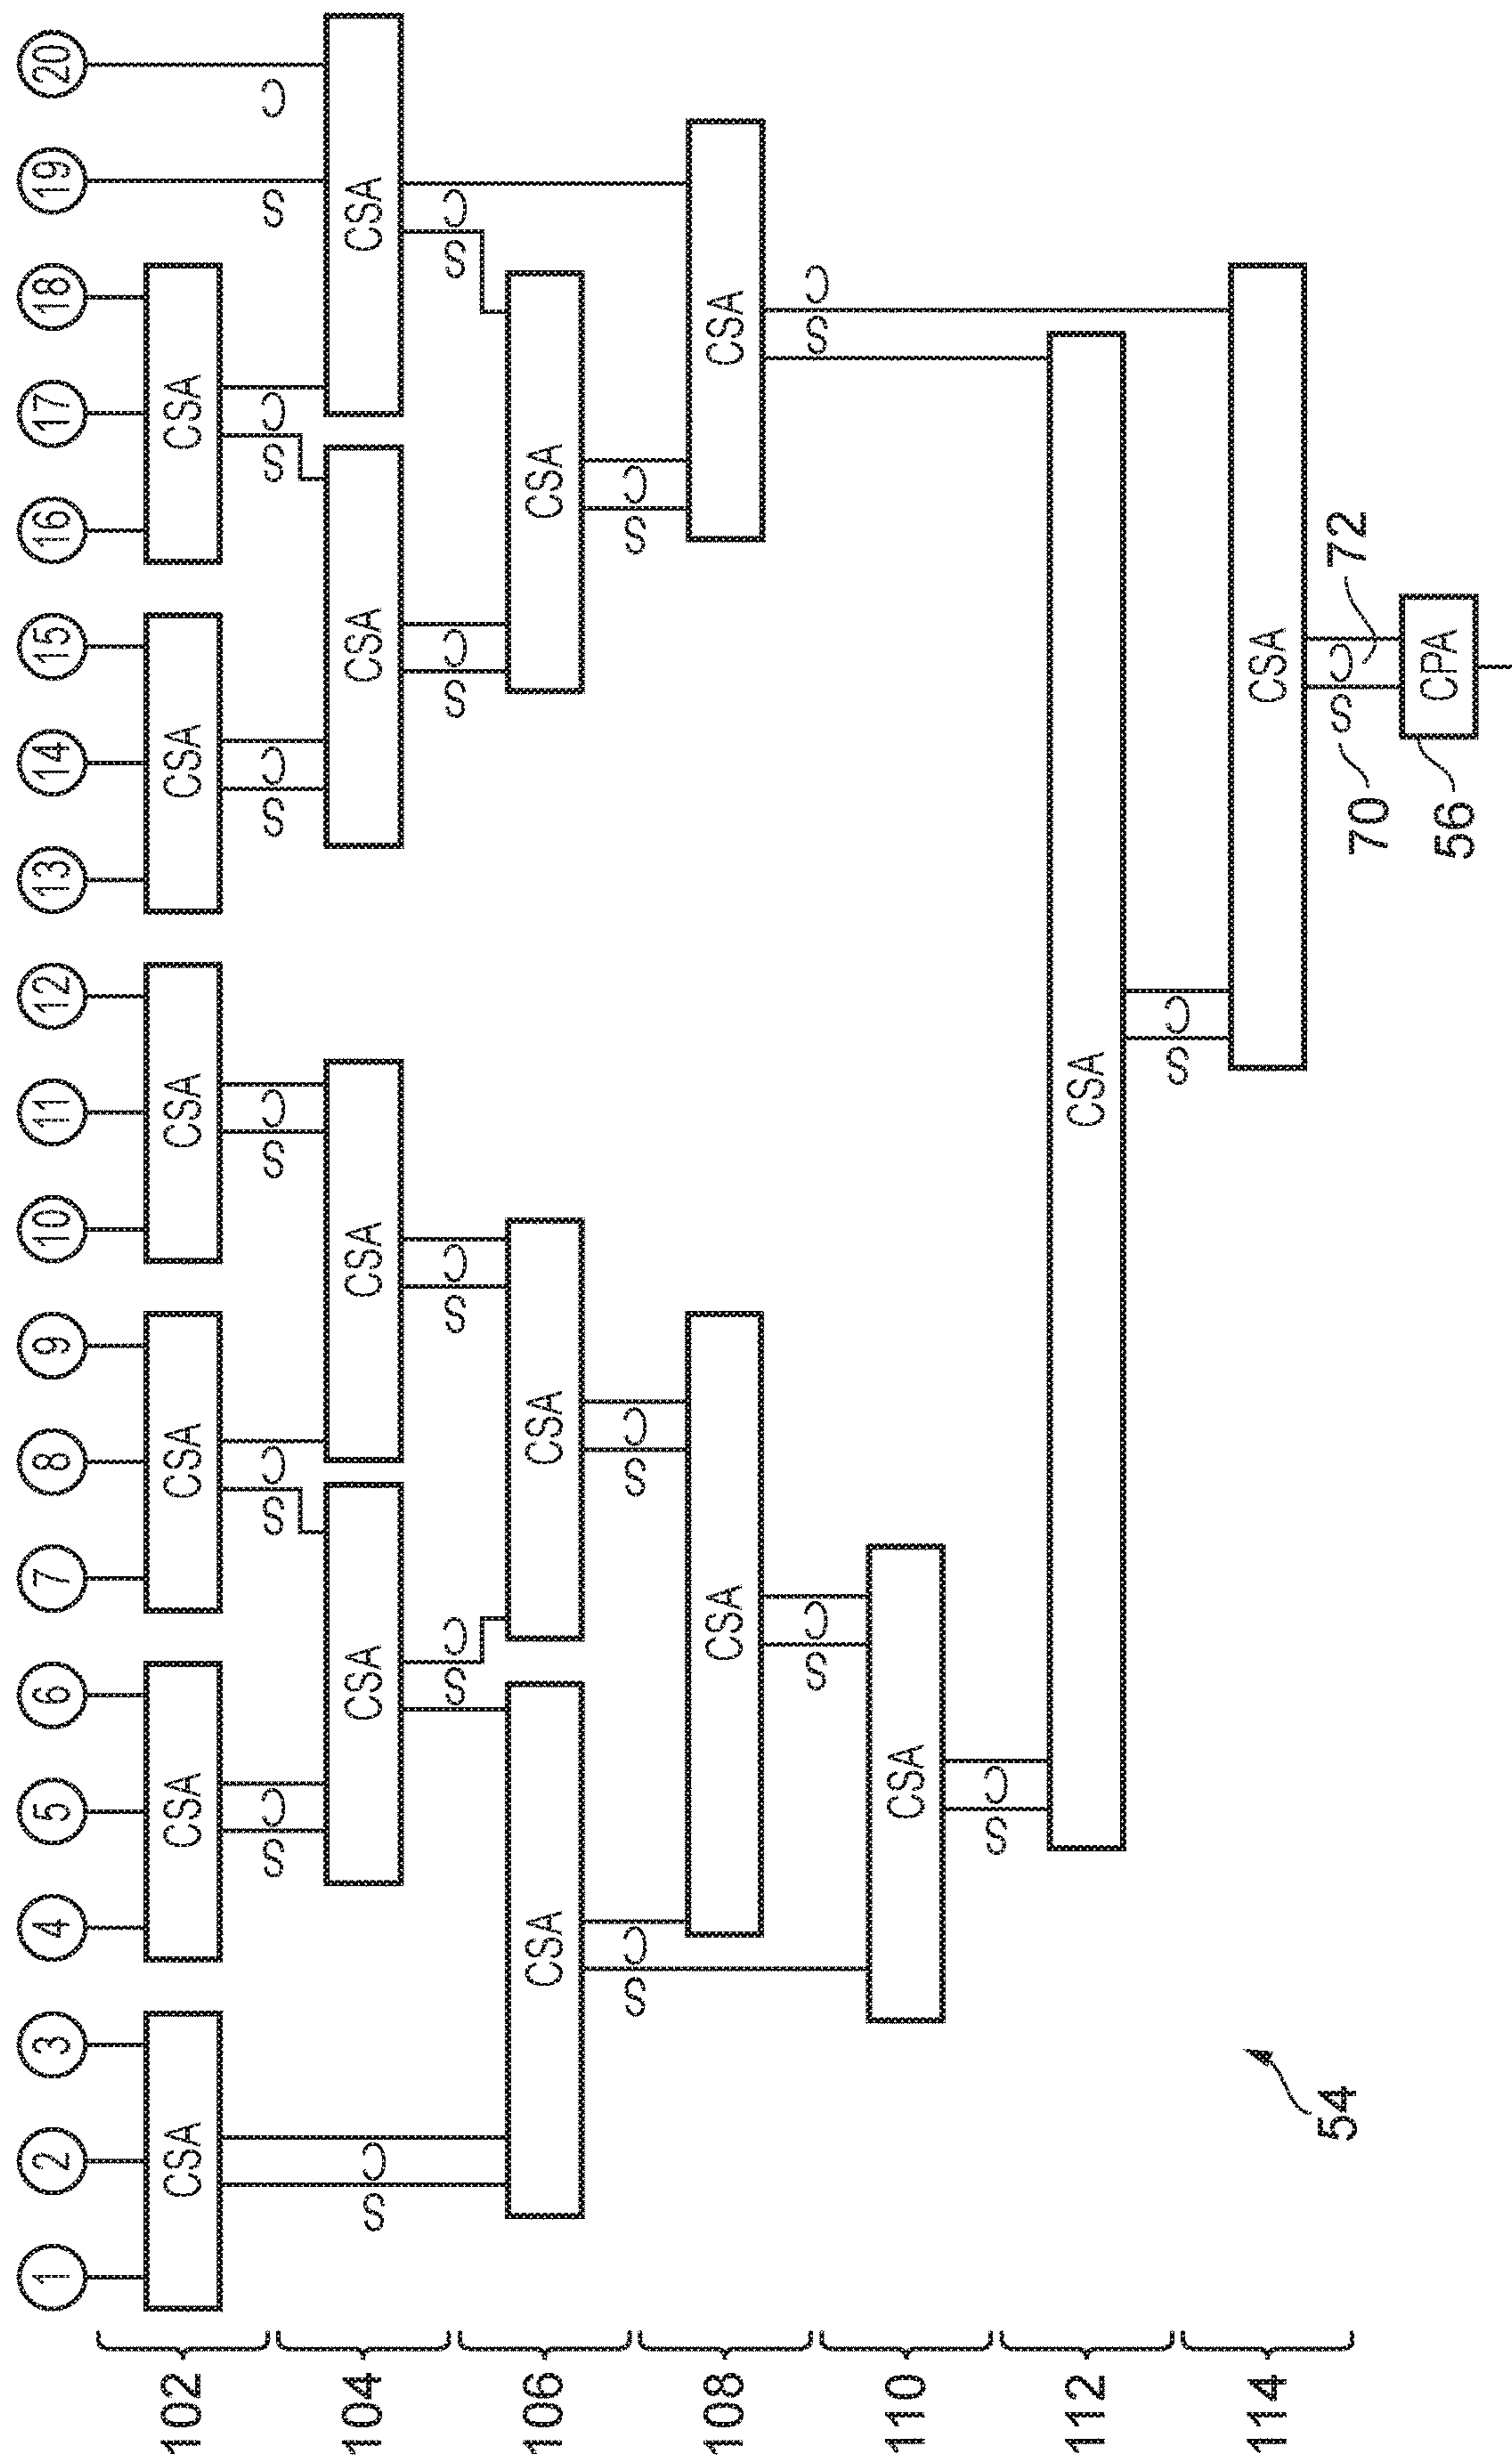 1 2 3 4 5 6 7 8 9 10 11 12 13 14 15 16 17 18 19 20
102 CSA CSA CSA CSA CSA CSA
S C S C S C S C S C S C
104 S C CSA CSA CSA CSA
S C S C S C S C
106 CSA CSA CSA
S C S C S C
108 CSA CSA
S C S C
110 CSA
S C
112 CSA
S C
114 CSA
54 70 S C 72
56 CPA